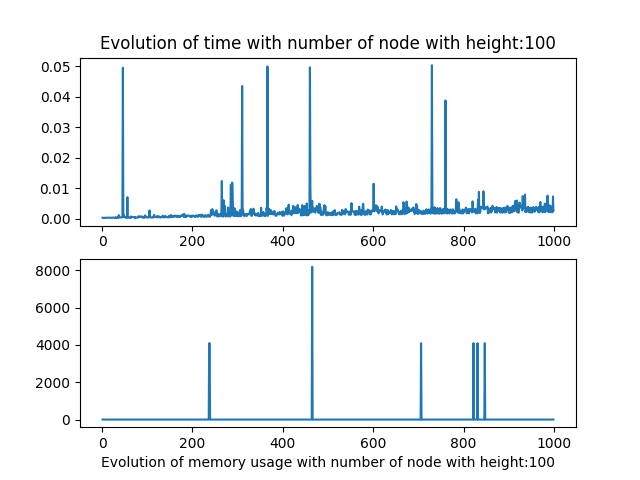 Evolution of time with number of node with height:100
0.05
0.04
0.03
0.02
0.01
0.00
0 200 400 600 800 1000
8000
6000
4000
2000
0
0 200 400 600 800 1000
Evolution of memory usage with number of node with height:100